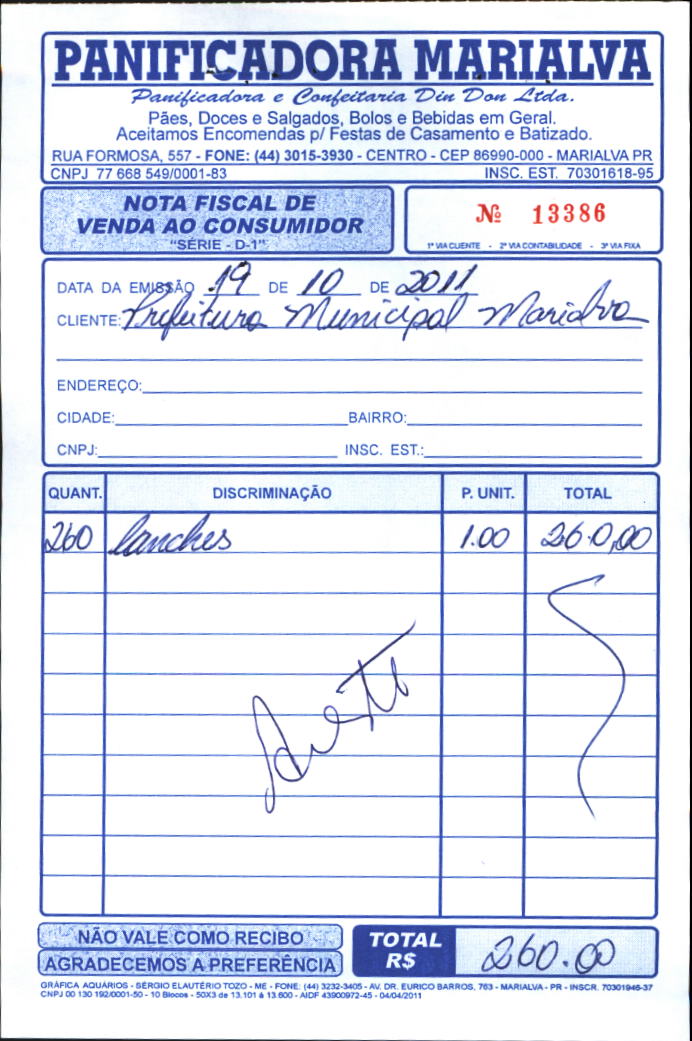 PANIFICADORA MARIALVA
Panificadora e Confeitaria Din Don Ltda.
Pães, Doces e Salgados, Bolos e Bebidas em Geral.
Aceitamos Encomendas p/ Festas de Casamento e Batizado.
RUA FORMOSA, 557 - FONE: (44) 3015-3930 - CENTRO - CEP 86990-000 - MARIALVA PR
CNPJ 77 668 549/0001-83 INSC. EST. 70301618-95
NOTA FISCAL DE
VENDA AO CONSUMIDOR
"SÉRIE - D-1"
Nº 13386
1ª VIA CLIENTE - 2ª VIA CONTABILIDADE - 3ª VIA FIXA
DATA DA EMISSÃO 19 DE 10 DE 2011
CLIENTE: Prefeitura Municipal Marialva
ENDEREÇO:
CIDADE: BAIRRO:
CNPJ: INSC. EST.:
QUANT. DISCRIMINAÇÃO P. UNIT. TOTAL
260 lanches 1.00 260,00
NÃO VALE COMO RECIBO
AGRADECEMOS A PREFERÊNCIA
TOTAL R$ 260.00
GRÁFICA AQUÁRIOS - SÉRGIO ELAUTÉRIO TOZO - ME - FONE: (44) 3232-3405 - AV. DR. EURICO BARROS, 763 - MARIALVA - PR - INSCR. 70301946-37
CNPJ 00 130 192/0001-50 - 10 Blocos - 50X3 de 13.101 à 13.600 - AIDF 43900972-45 - 04/04/2011